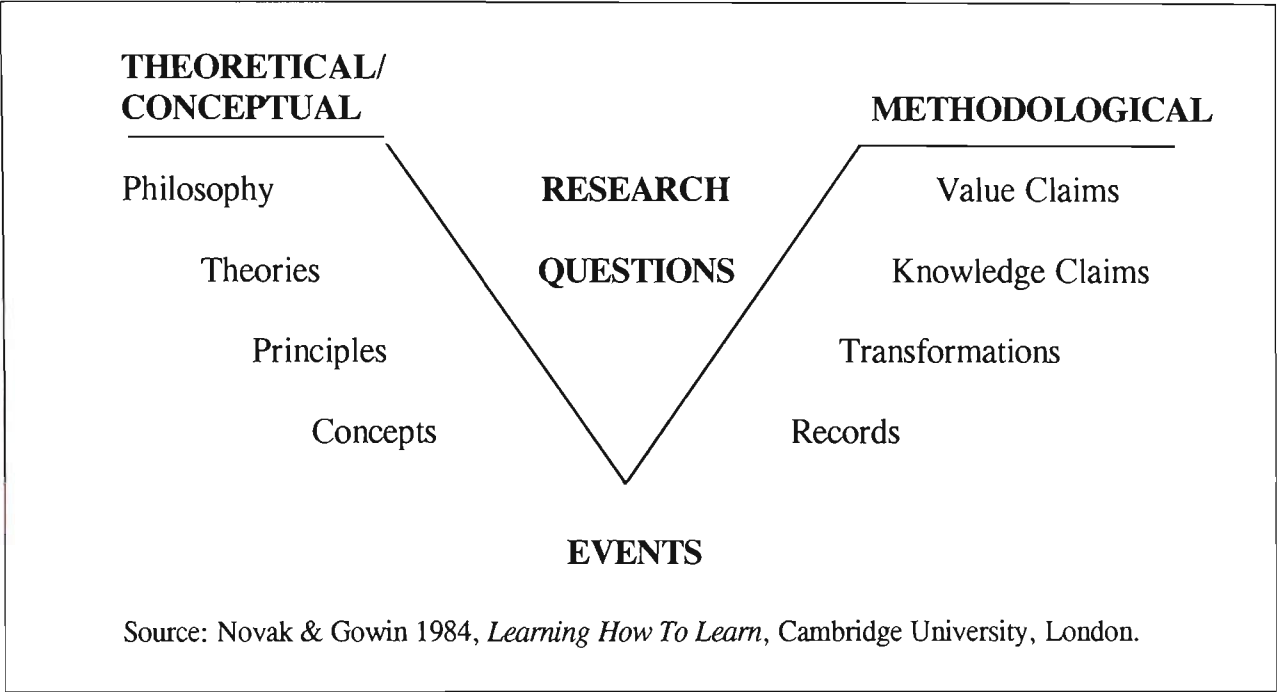 THEORETICAL/
CONCEPTUAL
METHODOLOGICAL
Philosophy
RESEARCH
Value Claims
Theories
QUESTIONS
Knowledge Claims
Principles
Transformations
Concepts
Records
EVENTS
Source: Novak & Gowin 1984, Learning How To Learn, Cambridge University, London.